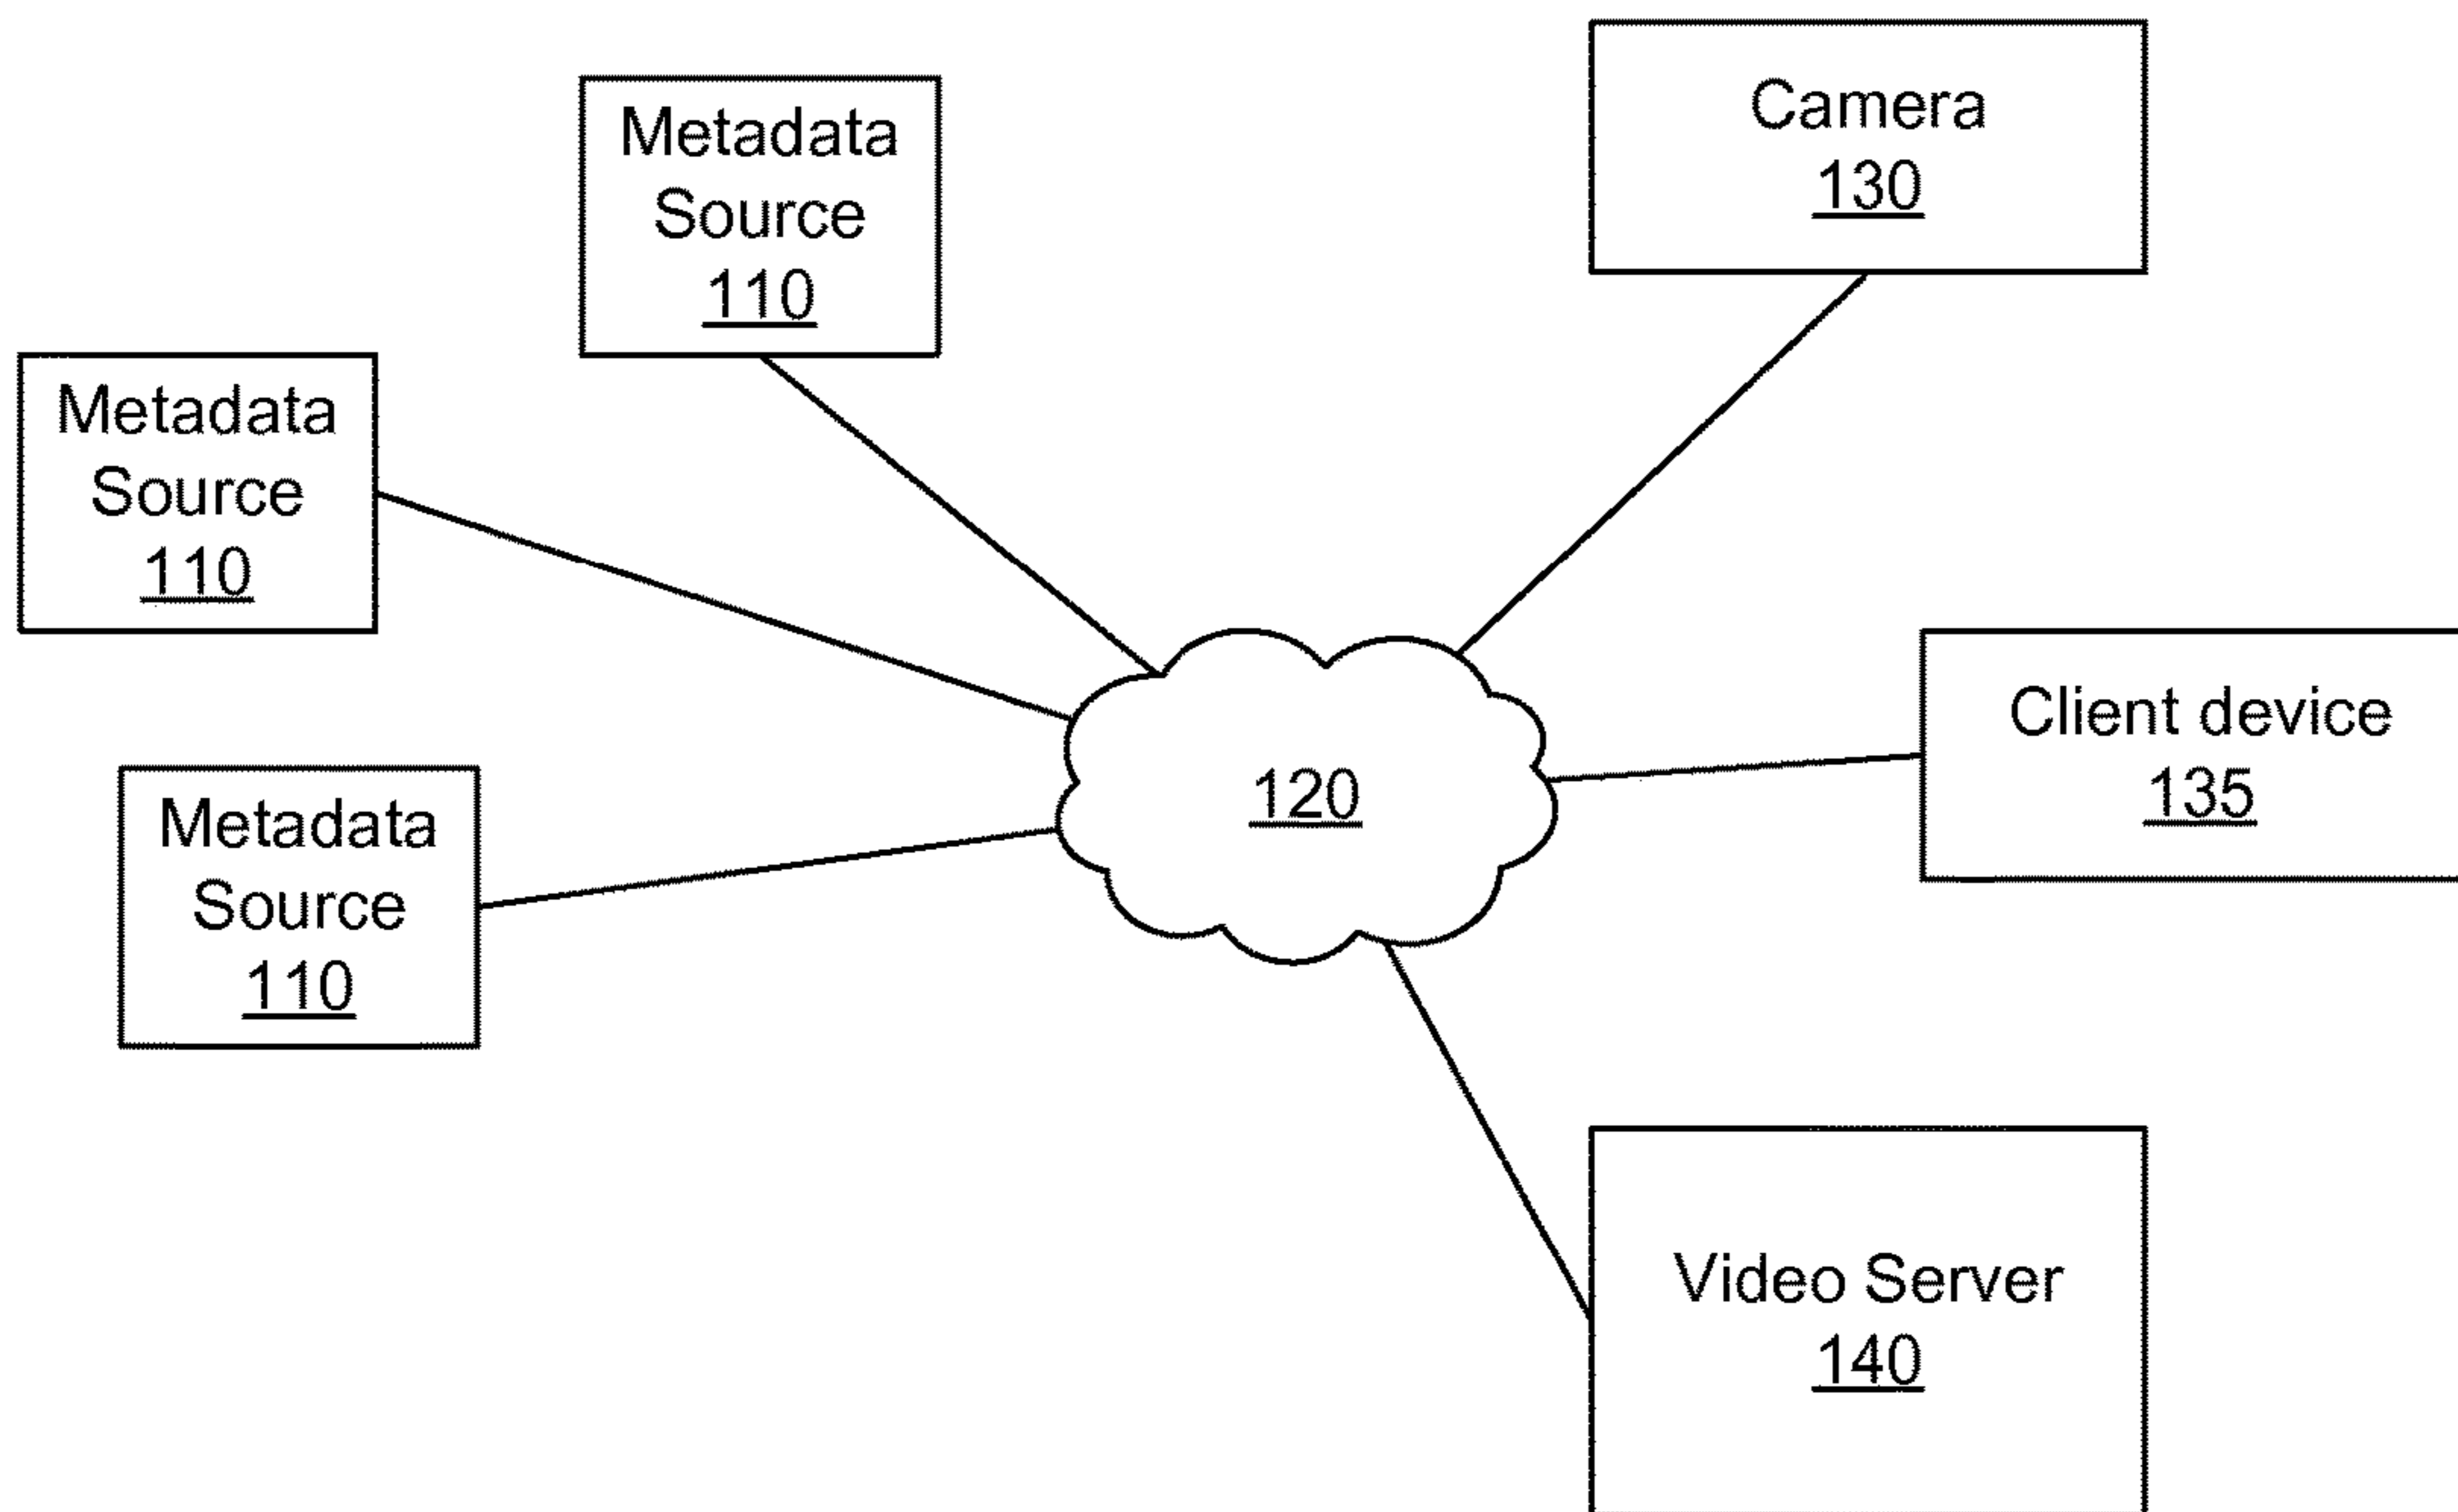 Camera
130
Metadata
Source
110
Metadata
Source
110
Client device
135
120
Metadata
Source
110
Video Server
140